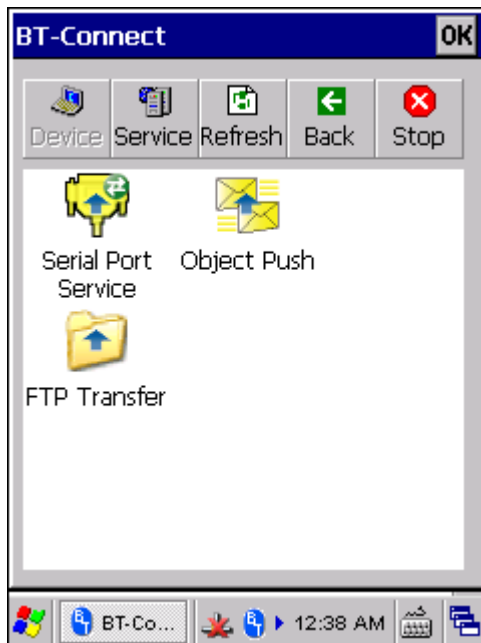 BT-Connect OK
Device Service Refresh Back Stop
Serial Port Service
Object Push
FTP Transfer
BT-Co... 12:38 AM